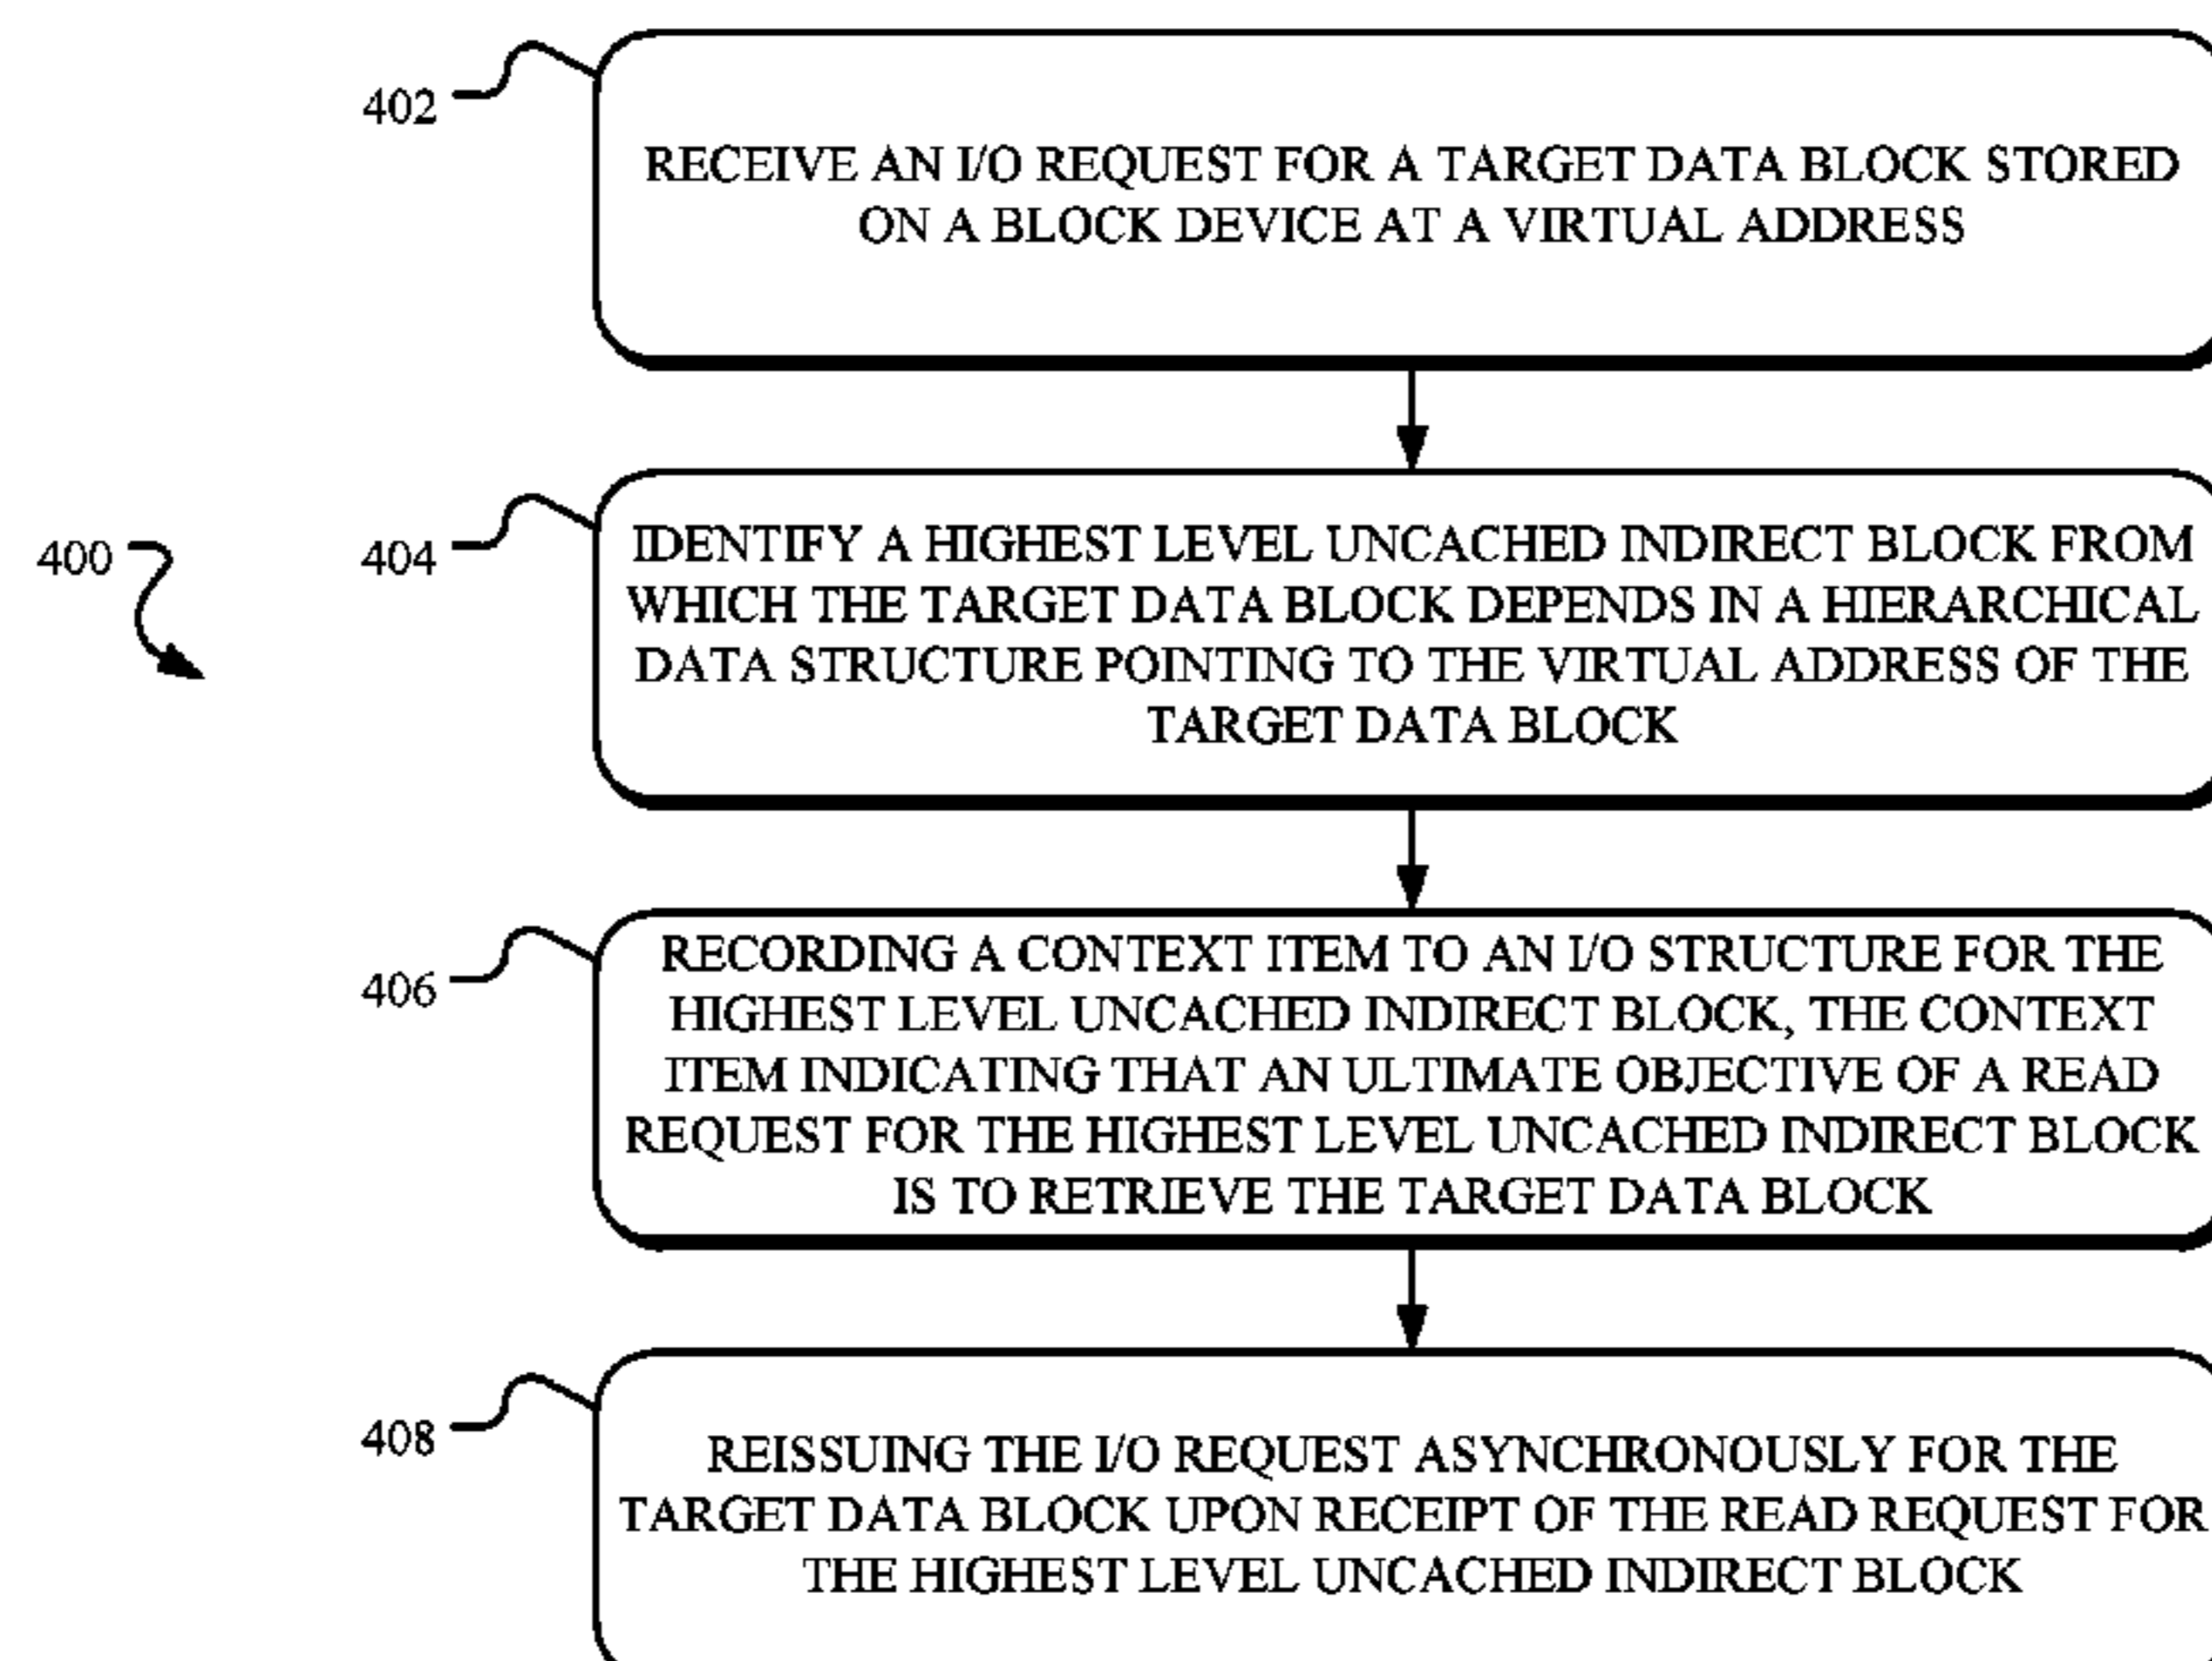 402
RECEIVE AN I/O REQUEST FOR A TARGET DATA BLOCK STORED
ON A BLOCK DEVICE AT A VIRTUAL ADDRESS
400
404
IDENTIFY A HIGHEST LEVEL UNCACHED INDIRECT BLOCK FROM
WHICH THE TARGET DATA BLOCK DEPENDS IN A HIERARCHICAL
DATA STRUCTURE POINTING TO THE VIRTUAL ADDRESS OF THE
TARGET DATA BLOCK
406
RECORDING A CONTEXT ITEM TO AN I/O STRUCTURE FOR THE
HIGHEST LEVEL UNCACHED INDIRECT BLOCK, THE CONTEXT
ITEM INDICATING THAT AN ULTIMATE OBJECTIVE OF A READ
REQUEST FOR THE HIGHEST LEVEL UNCACHED INDIRECT BLOCK
IS TO RETRIEVE THE TARGET DATA BLOCK
408
REISSUING THE I/O REQUEST ASYNCHRONOUSLY FOR THE
TARGET DATA BLOCK UPON RECEIPT OF THE READ REQUEST FOR
THE HIGHEST LEVEL UNCACHED INDIRECT BLOCK